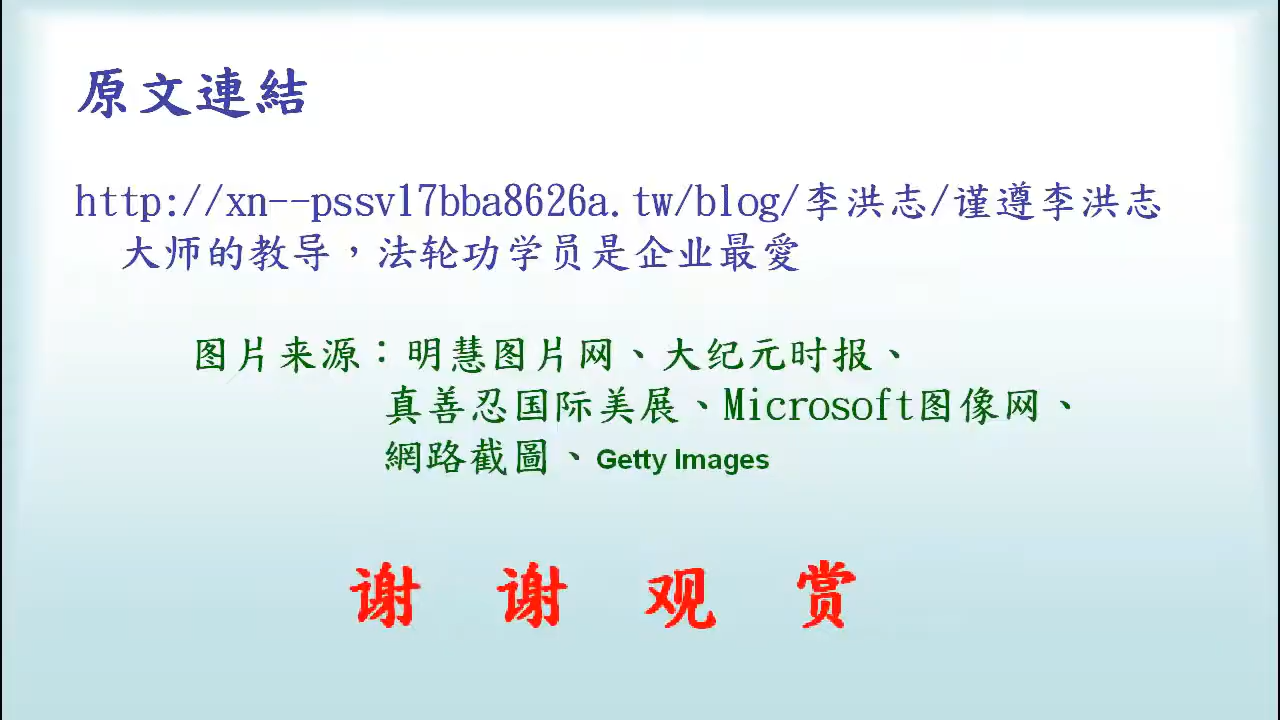 原文連結
http://xn--pssv17bba8626a.tw/blog/李洪志/谨遵李洪志
大师的教导，法轮功学员是企业最愛
图片来源：明慧图片网、大纪元时报、
真善忍国际美展、Microsoft图像网、
網路截圖、Getty Images
谢 谢 观 赏